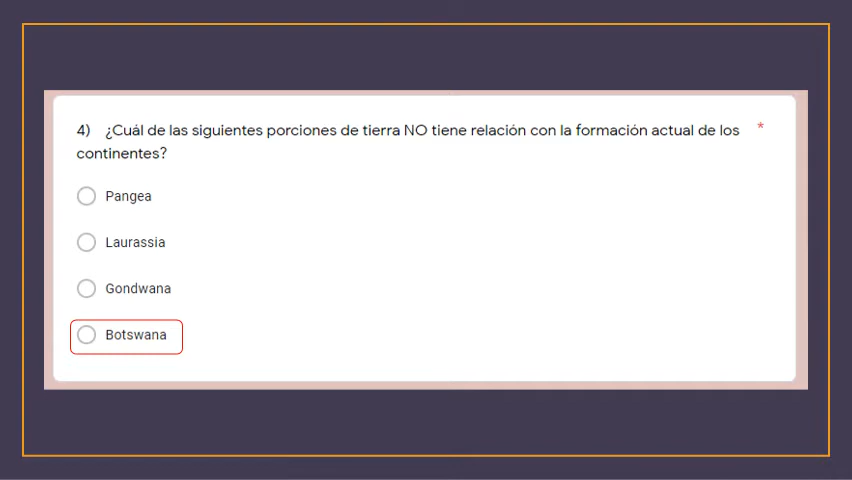 4) ¿Cuál de las siguientes porciones de tierra NO tiene relación con la formación actual de los *
continentes?
Pangea
Laurassia
Gondwana
Botswana